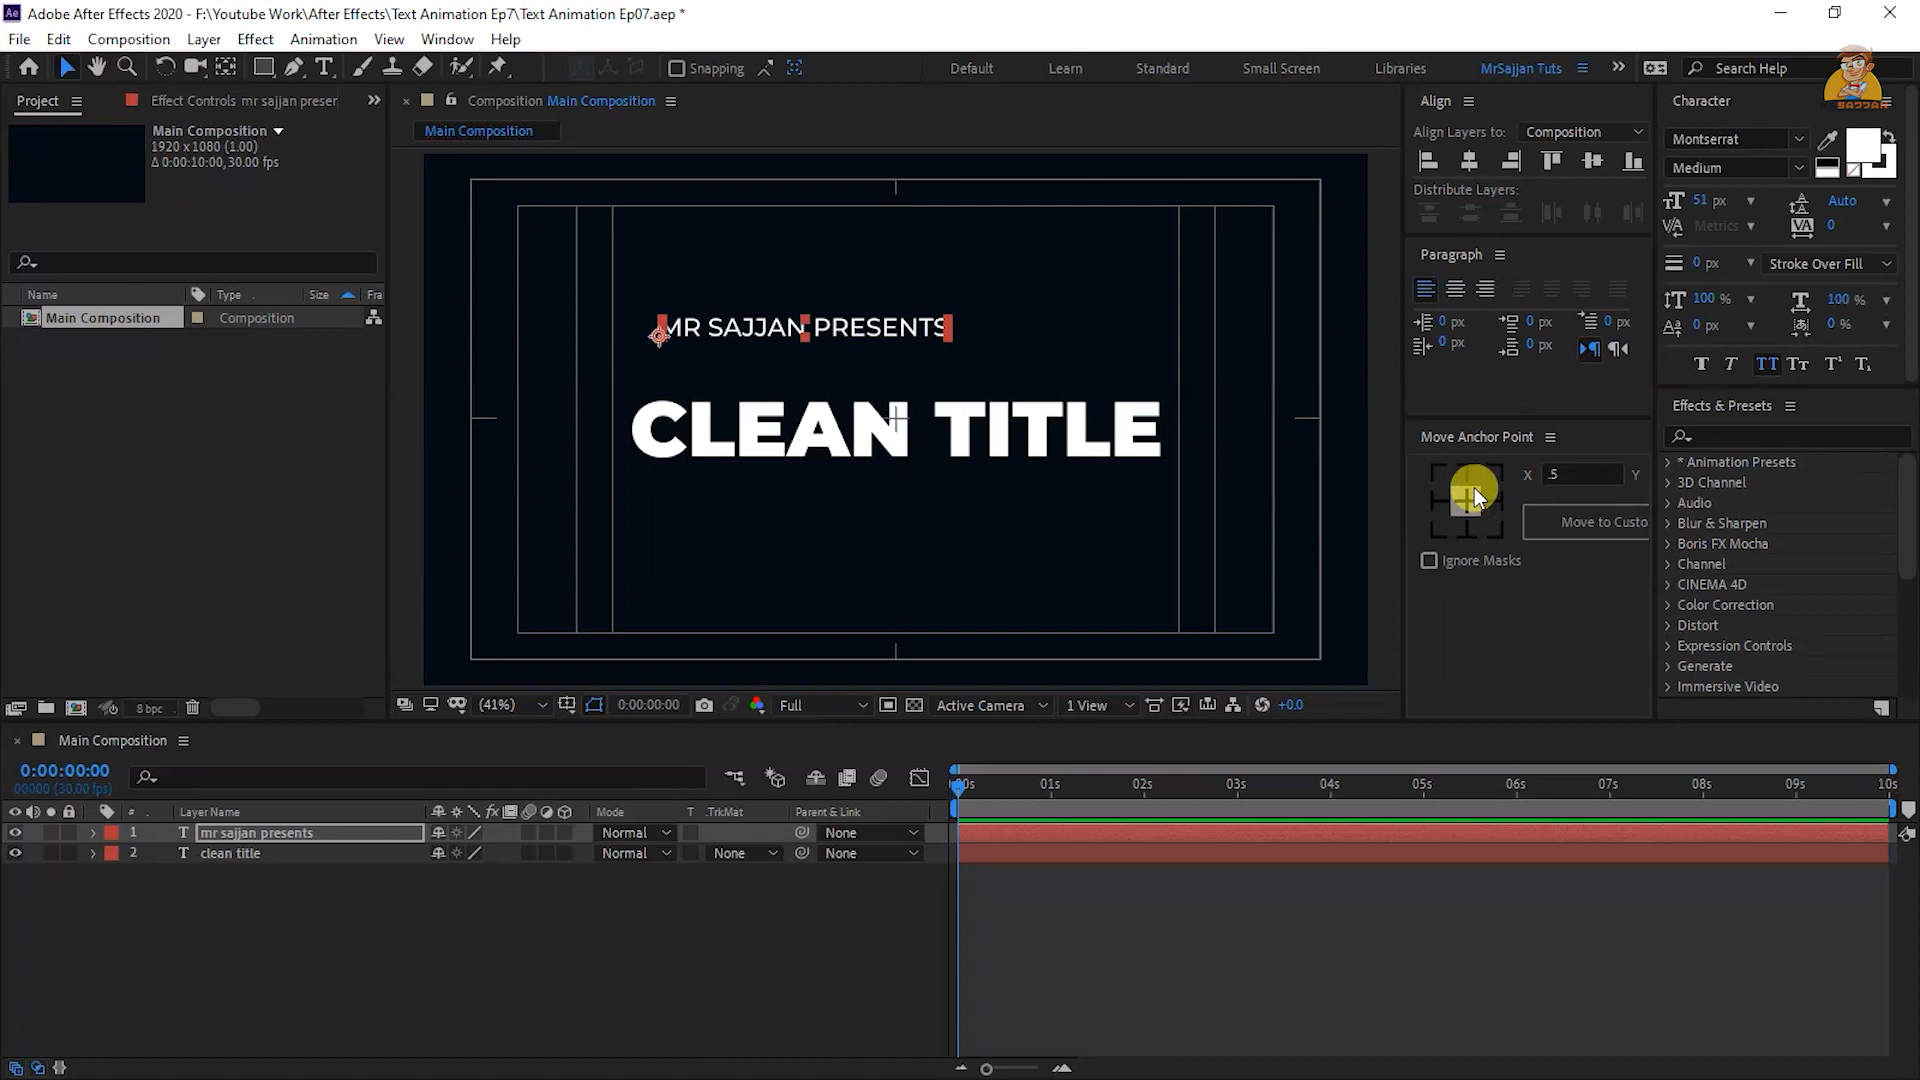 Adobe After Effects 2020 - F:\Youtube Work\After Effects\Text Animation Ep7\Text Animation Ep07.aep *
File Edit Composition Layer Effect Animation View Window Help
Snapping Default Learn Standard Small Screen Libraries MrSajjan Tuts Search Help
SAJJAN
Project Effect Controls mr sajjan preser
Composition Main Composition
Align
Character
Main Composition
1920 x 1080 (1.00)
Δ 0:00:10:00, 30.00 fps
Main Composition
Align Layers to: Composition
Montserrat
Medium
Distribute Layers:
51 px Auto
Metrics 0
Paragraph
0 px Stroke Over Fill
100 % 100 %
0 px 0 %
0 px 0 px 0 px
0 px 0 px
Name Type Size Fra
Main Composition Composition
MR SAJJAN PRESENTS
CLEAN TITLE
Effects & Presets
Move Anchor Point
X .5 Y
Move to Custo
Ignore Masks
* Animation Presets
3D Channel
Audio
Blur & Sharpen
Boris FX Mocha
Channel
CINEMA 4D
Color Correction
Distort
Expression Controls
Generate
Immersive Video
8 bpc
(41%) 0:00:00:00 Full Active Camera 1 View +0.0
Main Composition
0:00:00:00
00000 (30.00 fps)
00s 01s 02s 03s 04s 05s 06s 07s 08s 09s 10s
# Layer Name Mode T .TrkMat Parent & Link
1 T mr sajjan presents Normal None
2 T clean title Normal None None